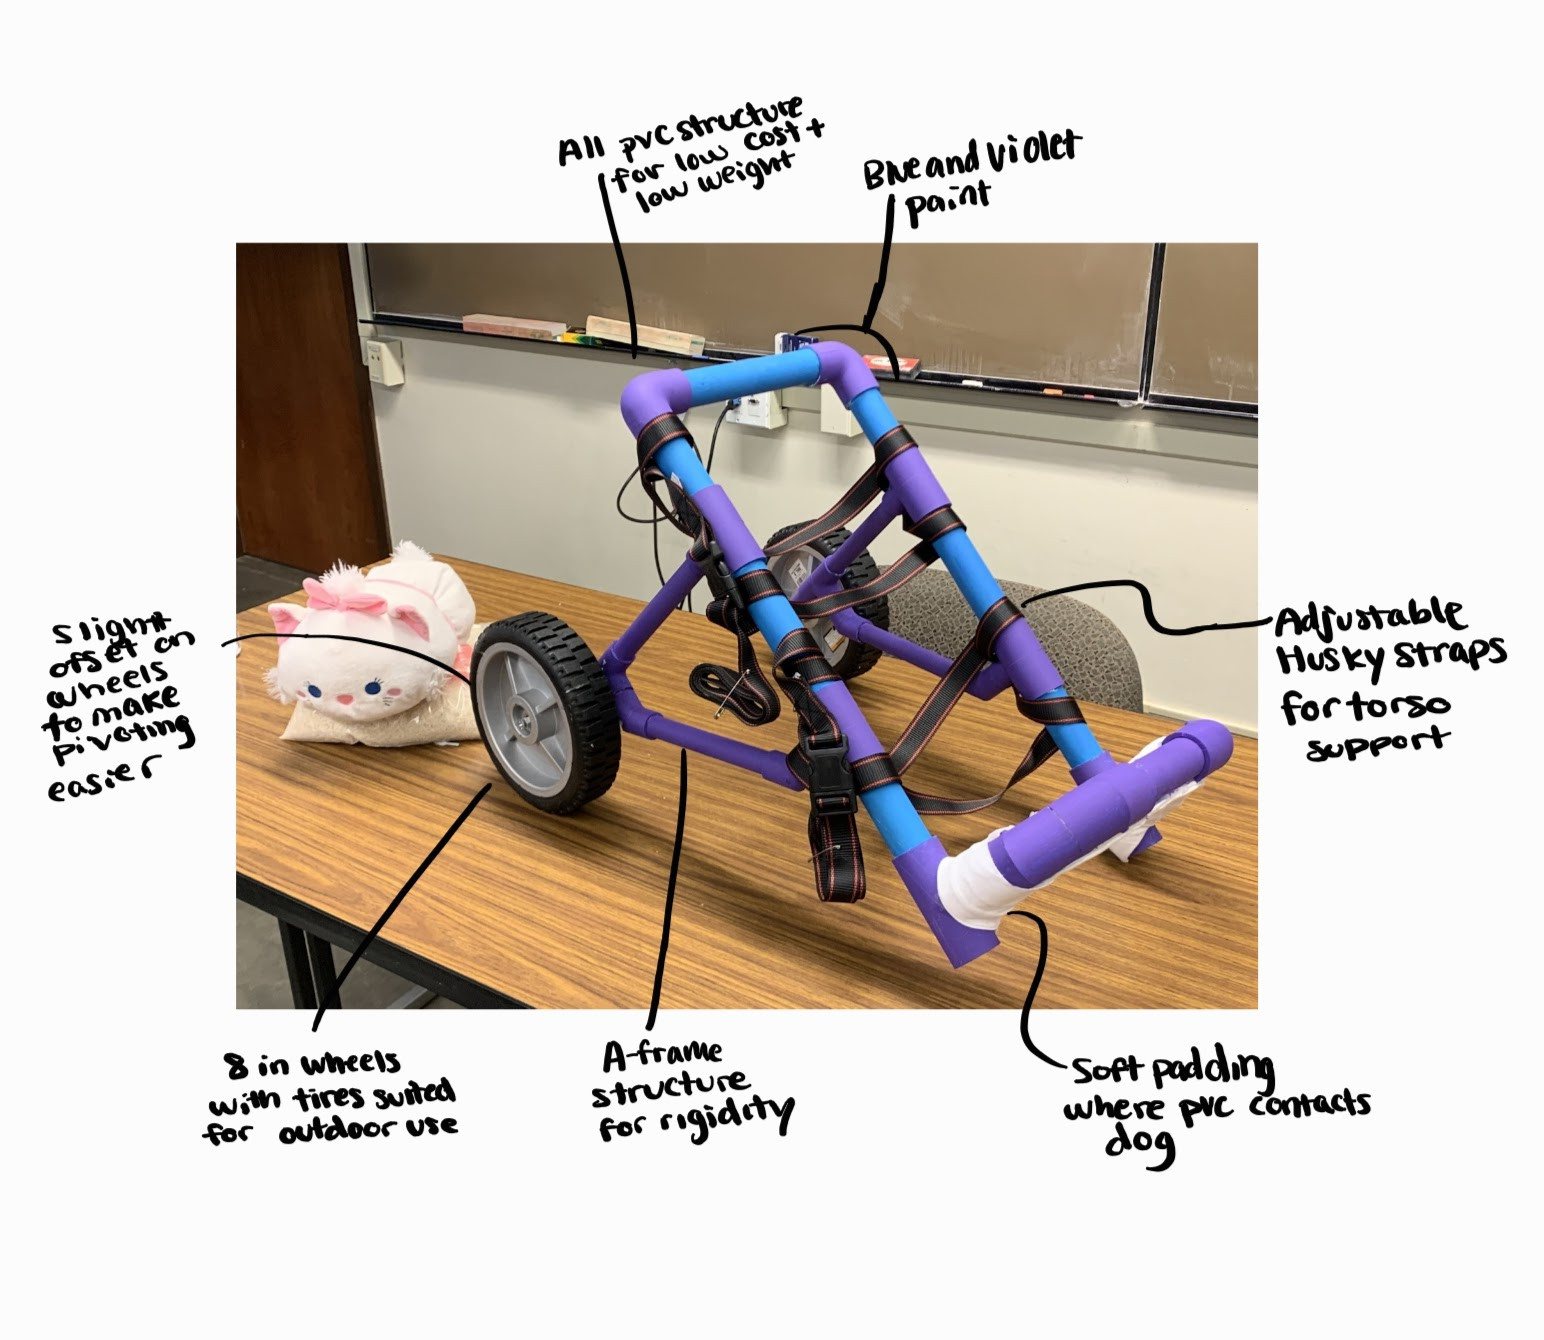 All pvc structure
for low cost +
low weight
Blue and violet
paint
slight
offset on
wheels
to make
pivoting
easier
Adjustable
Husky straps
for torso
support
8 in wheels
with tires suited
for outdoor use
A-frame
structure
for rigidity
Soft padding
where pvc contacts
dog